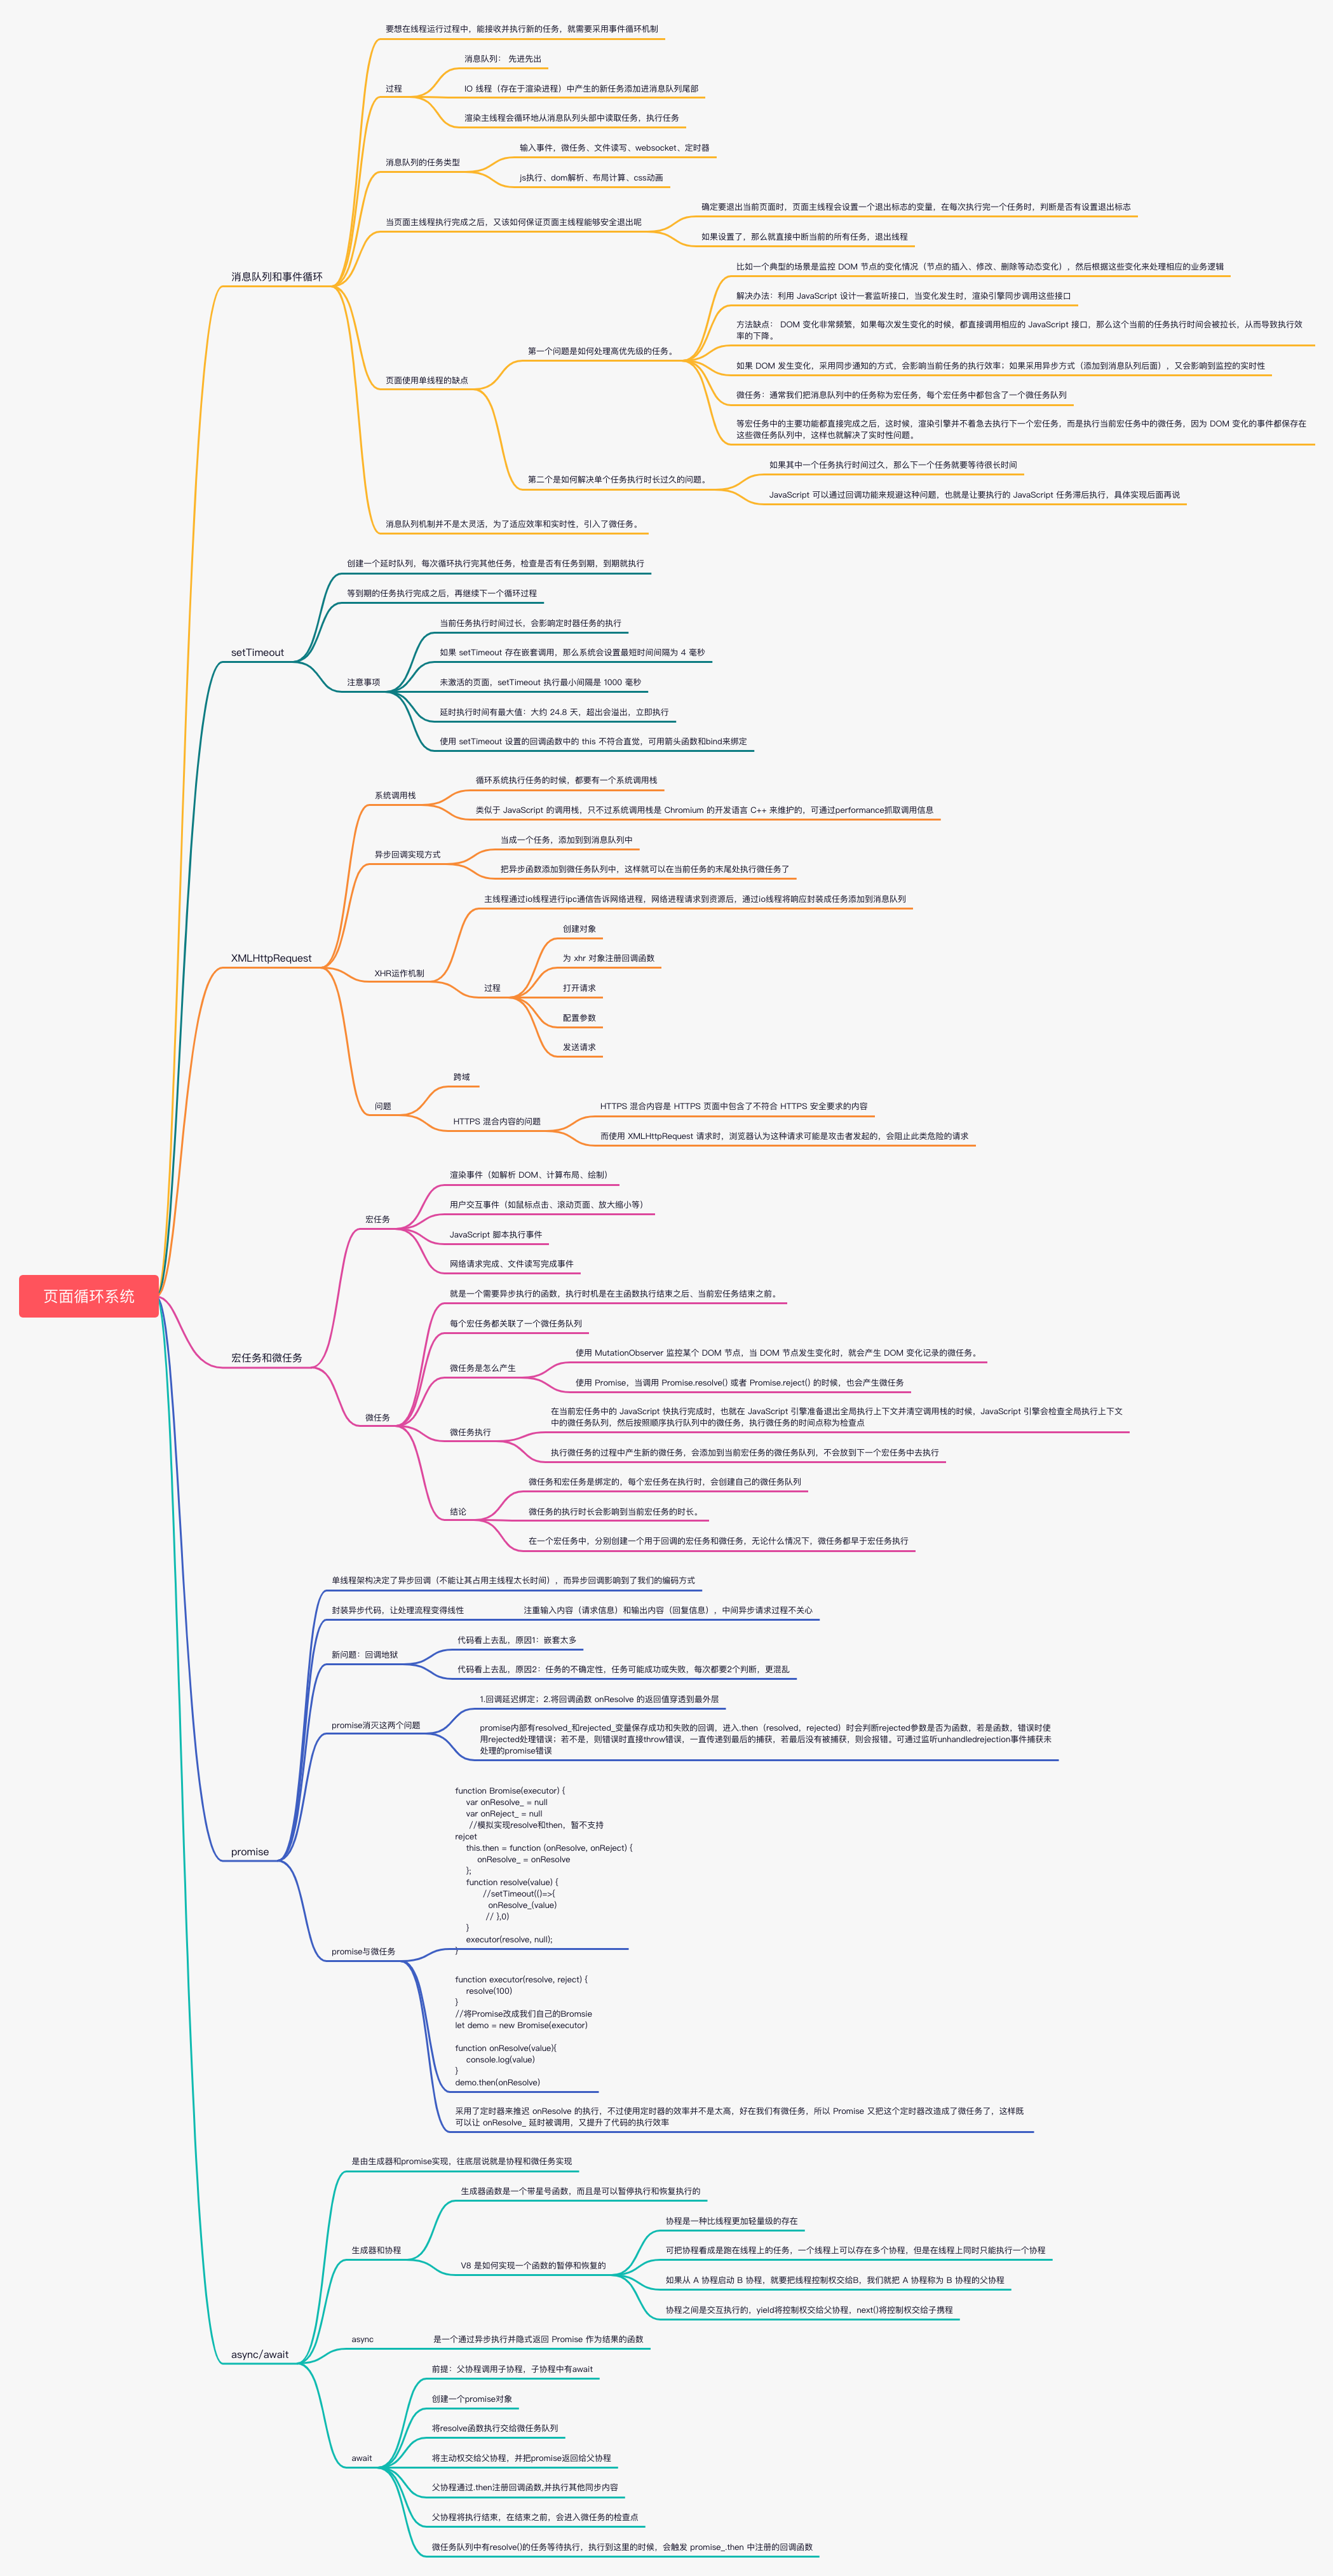 页面循环系统
消息队列和事件循环
要想在线程运行过程中，能接收并执行新的任务，就需要采用事件循环机制
过程
消息队列： 先进先出
IO 线程（存在于渲染进程）中产生的新任务添加进消息队列尾部
渲染主线程会循环地从消息队列头部中读取任务，执行任务
消息队列的任务类型
输入事件，微任务、文件读写、websocket、定时器
js执行、dom解析、布局计算、css动画
当页面主线程执行完成之后，又该如何保证页面主线程能够安全退出呢
确定要退出当前页面时，页面主线程会设置一个退出标志的变量，在每次执行完一个任务时，判断是否有设置退出标志
如果设置了，那么就直接中断当前的所有任务，退出线程
页面使用单线程的缺点
第一个问题是如何处理高优先级的任务。
比如一个典型的场景是监控 DOM 节点的变化情况（节点的插入、修改、删除等动态变化），然后根据这些变化来处理相应的业务逻辑
解决办法：利用 JavaScript 设计一套监听接口，当变化发生时，渲染引擎同步调用这些接口
方法缺点： DOM 变化非常频繁，如果每次发生变化的时候，都直接调用相应的 JavaScript 接口，那么这个当前的任务执行时间会被拉长，从而导致执行效
率的下降。
如果 DOM 发生变化，采用同步通知的方式，会影响当前任务的执行效率；如果采用异步方式（添加到消息队列后面），又会影响到监控的实时性
微任务：通常我们把消息队列中的任务称为宏任务，每个宏任务中都包含了一个微任务队列
等宏任务中的主要功能都直接完成之后，这时候，渲染引擎并不着急去执行下一个宏任务，而是执行当前宏任务中的微任务，因为 DOM 变化的事件都保存在
这些微任务队列中，这样也就解决了实时性问题。
第二个是如何解决单个任务执行时长过久的问题。
如果其中一个任务执行时间过久，那么下一个任务就要等待很长时间
JavaScript 可以通过回调功能来规避这种问题，也就是让要执行的 JavaScript 任务滞后执行，具体实现后面再说
消息队列机制并不是太灵活，为了适应效率和实时性，引入了微任务。
setTimeout
创建一个延时队列，每次循环执行完其他任务，检查是否有任务到期，到期就执行
等到期的任务执行完成之后，再继续下一个循环过程
注意事项
当前任务执行时间过长，会影响定时器任务的执行
如果 setTimeout 存在嵌套调用，那么系统会设置最短时间间隔为 4 毫秒
未激活的页面，setTimeout 执行最小间隔是 1000 毫秒
延时执行时间有最大值：大约 24.8 天，超出会溢出，立即执行
使用 setTimeout 设置的回调函数中的 this 不符合直觉，可用箭头函数和bind来绑定
XMLHttpRequest
系统调用栈
循环系统执行任务的时候，都要有一个系统调用栈
类似于 JavaScript 的调用栈，只不过系统调用栈是 Chromium 的开发语言 C++ 来维护的，可通过performance抓取调用信息
异步回调实现方式
当成一个任务，添加到到消息队列中
把异步函数添加到微任务队列中，这样就可以在当前任务的末尾处执行微任务了
XHR运作机制
主线程通过io线程进行ipc通信告诉网络进程，网络进程请求到资源后，通过io线程将响应封装成任务添加到消息队列
过程
创建对象
为 xhr 对象注册回调函数
打开请求
配置参数
发送请求
问题
跨域
HTTPS 混合内容的问题
HTTPS 混合内容是 HTTPS 页面中包含了不符合 HTTPS 安全要求的内容
而使用 XMLHttpRequest 请求时，浏览器认为这种请求可能是攻击者发起的，会阻止此类危险的请求
宏任务和微任务
宏任务
渲染事件（如解析 DOM、计算布局、绘制）
用户交互事件（如鼠标点击、滚动页面、放大缩小等）
JavaScript 脚本执行事件
网络请求完成、文件读写完成事件
微任务
就是一个需要异步执行的函数，执行时机是在主函数执行结束之后、当前宏任务结束之前。
每个宏任务都关联了一个微任务队列
微任务是怎么产生
使用 MutationObserver 监控某个 DOM 节点，当 DOM 节点发生变化时，就会产生 DOM 变化记录的微任务。
使用 Promise，当调用 Promise.resolve() 或者 Promise.reject() 的时候，也会产生微任务
微任务执行
在当前宏任务中的 JavaScript 快执行完成时，也就在 JavaScript 引擎准备退出全局执行上下文并清空调用栈的时候，JavaScript 引擎会检查全局执行上下文
中的微任务队列，然后按照顺序执行队列中的微任务，执行微任务的时间点称为检查点
执行微任务的过程中产生新的微任务，会添加到当前宏任务的微任务队列，不会放到下一个宏任务中去执行
结论
微任务和宏任务是绑定的，每个宏任务在执行时，会创建自己的微任务队列
微任务的执行时长会影响到当前宏任务的时长。
在一个宏任务中，分别创建一个用于回调的宏任务和微任务，无论什么情况下，微任务都早于宏任务执行
promise
单线程架构决定了异步回调（不能让其占用主线程太长时间），而异步回调影响到了我们的编码方式
封装异步代码，让处理流程变得线性
注重输入内容（请求信息）和输出内容（回复信息），中间异步请求过程不关心
新问题：回调地狱
代码看上去乱，原因1：嵌套太多
代码看上去乱，原因2：任务的不确定性，任务可能成功或失败，每次都要2个判断，更混乱
promise消灭这两个问题
1.回调延迟绑定；2.将回调函数 onResolve 的返回值穿透到最外层
promise内部有resolved_和rejected_变量保存成功和失败的回调，进入.then（resolved，rejected）时会判断rejected参数是否为函数，若是函数，错误时使
用rejected处理错误；若不是，则错误时直接throw错误，一直传递到最后的捕获，若最后没有被捕获，则会报错。可通过监听unhandledrejection事件捕获未
处理的promise错误
promise与微任务
function Bromise(executor) {
var onResolve_ = null
var onReject_ = null
//模拟实现resolve和then，暂不支持
rejcet
this.then = function (onResolve, onReject) {
onResolve_ = onResolve
};
function resolve(value) {
//setTimeout(()=>{
onResolve_(value)
// },0)
}
executor(resolve, null);
}
function executor(resolve, reject) {
resolve(100)
}
//将Promise改成我们自己的Bromsie
let demo = new Bromise(executor)
function onResolve(value){
console.log(value)
}
demo.then(onResolve)
采用了定时器来推迟 onResolve 的执行，不过使用定时器的效率并不是太高，好在我们有微任务，所以 Promise 又把这个定时器改造成了微任务了，这样既
可以让 onResolve_ 延时被调用，又提升了代码的执行效率
async/await
是由生成器和promise实现，往底层说就是协程和微任务实现
生成器和协程
生成器函数是一个带星号函数，而且是可以暂停执行和恢复执行的
V8 是如何实现一个函数的暂停和恢复的
协程是一种比线程更加轻量级的存在
可把协程看成是跑在线程上的任务，一个线程上可以存在多个协程，但是在线程上同时只能执行一个协程
如果从 A 协程启动 B 协程，就要把线程控制权交给B，我们就把 A 协程称为 B 协程的父协程
协程之间是交互执行的，yield将控制权交给父协程，next()将控制权交给子携程
async
是一个通过异步执行并隐式返回 Promise 作为结果的函数
await
前提：父协程调用子协程，子协程中有await
创建一个promise对象
将resolve函数执行交给微任务队列
将主动权交给父协程，并把promise返回给父协程
父协程通过.then注册回调函数,并执行其他同步内容
父协程将执行结束，在结束之前，会进入微任务的检查点
微任务队列中有resolve()的任务等待执行，执行到这里的时候，会触发 promise_.then 中注册的回调函数